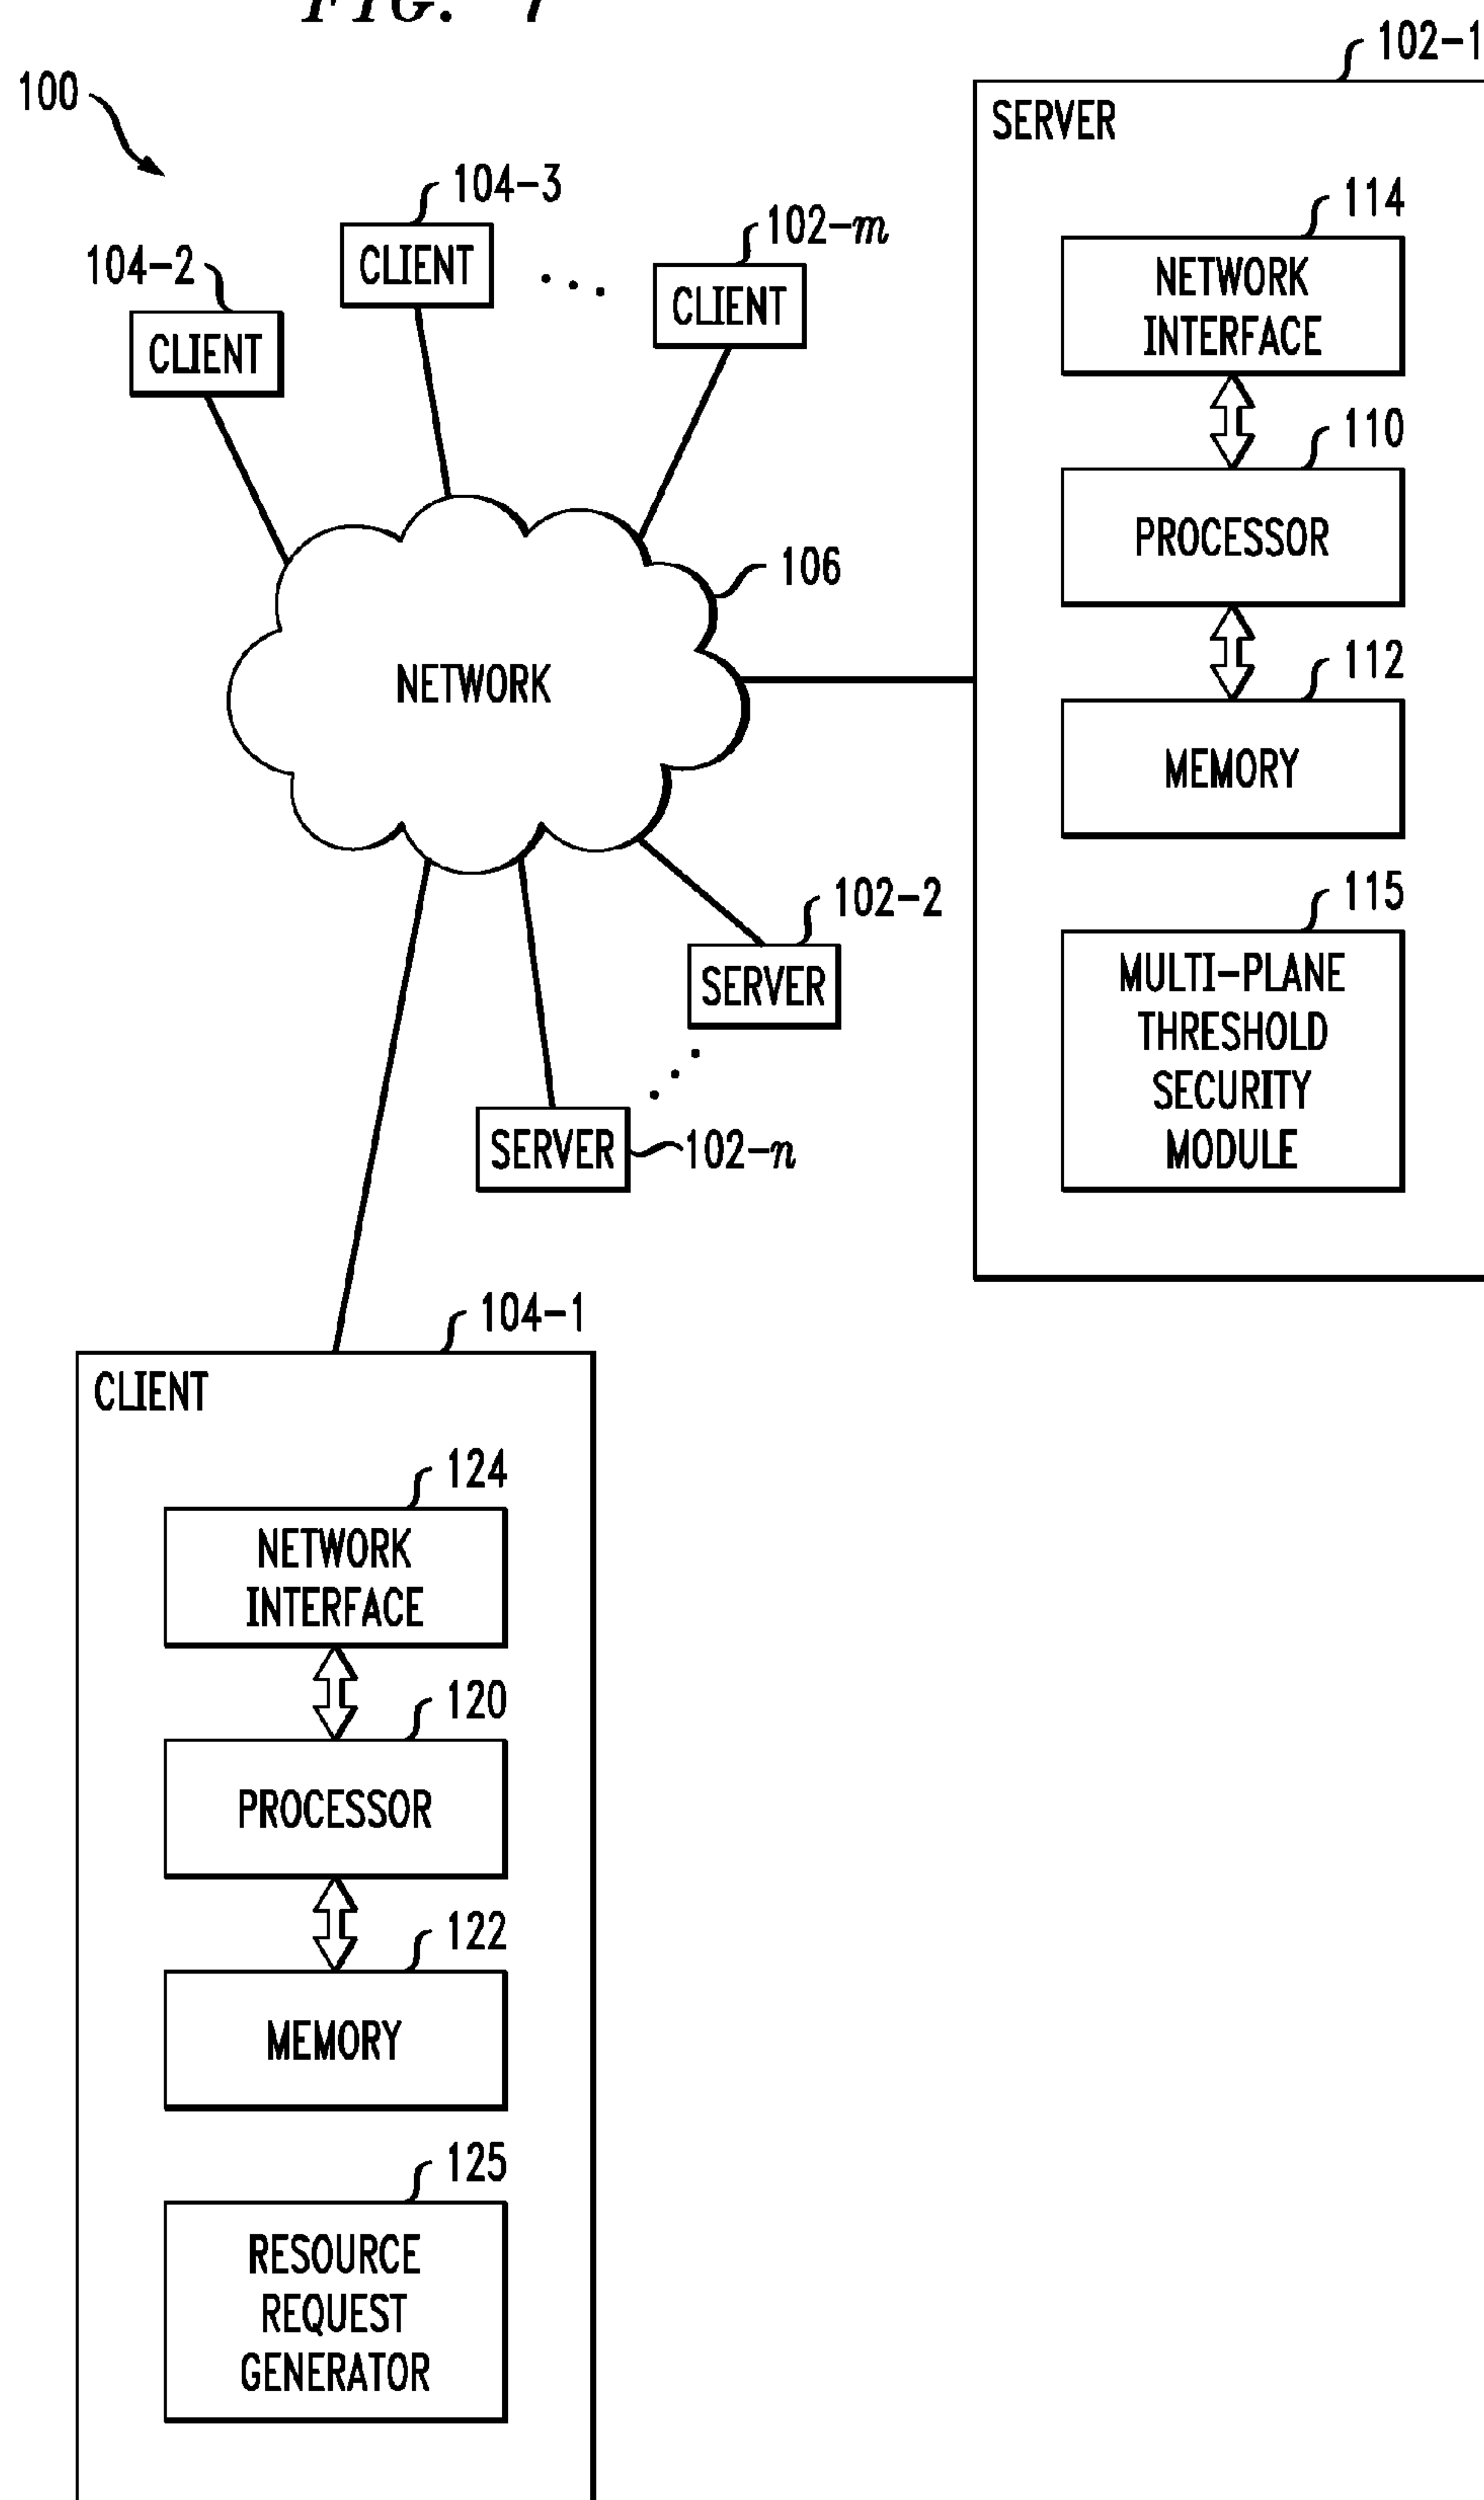 FIG. 1
100
102-1
SERVER
104-3
CLIENT
102-m
CLIENT
104-2
CLIENT
114
NETWORK
INTERFACE
110
PROCESSOR
106
NETWORK
112
MEMORY
115
MULTI-PLANE
THRESHOLD
SECURITY
MODULE
102-2
SERVER
SERVER
102-n
104-1
CLIENT
124
NETWORK
INTERFACE
120
PROCESSOR
122
MEMORY
125
RESOURCE
REQUEST
GENERATOR